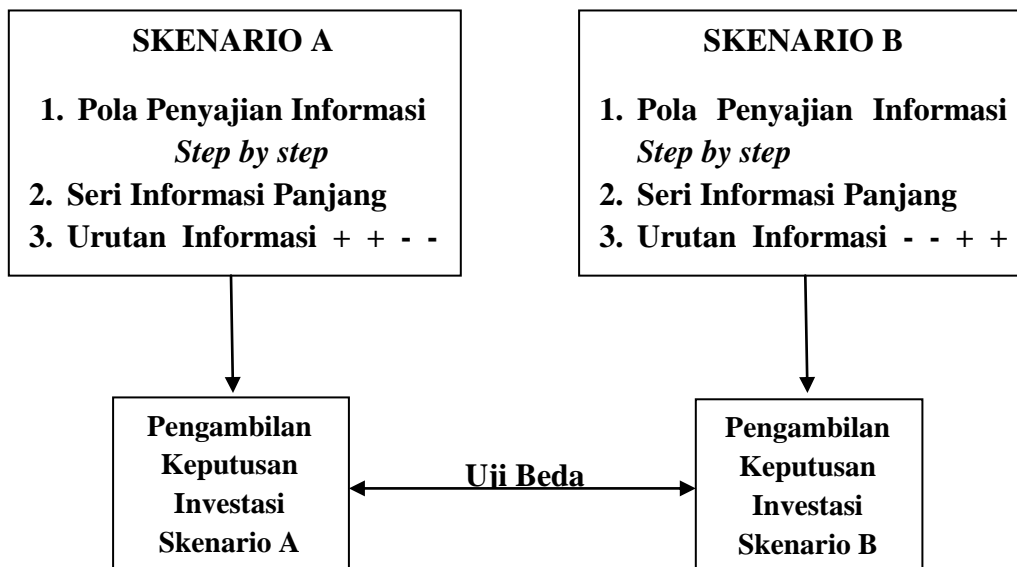 SKENARIO A
1. Pola Penyajian Informasi
Step by step
2. Seri Informasi Panjang
3. Urutan Informasi + + - -
SKENARIO B
1. Pola Penyajian Informasi
Step by step
2. Seri Informasi Panjang
3. Urutan Informasi - - + +
Pengambilan
Keputusan
Investasi
Skenario A
Uji Beda
Pengambilan
Keputusan
Investasi
Skenario B